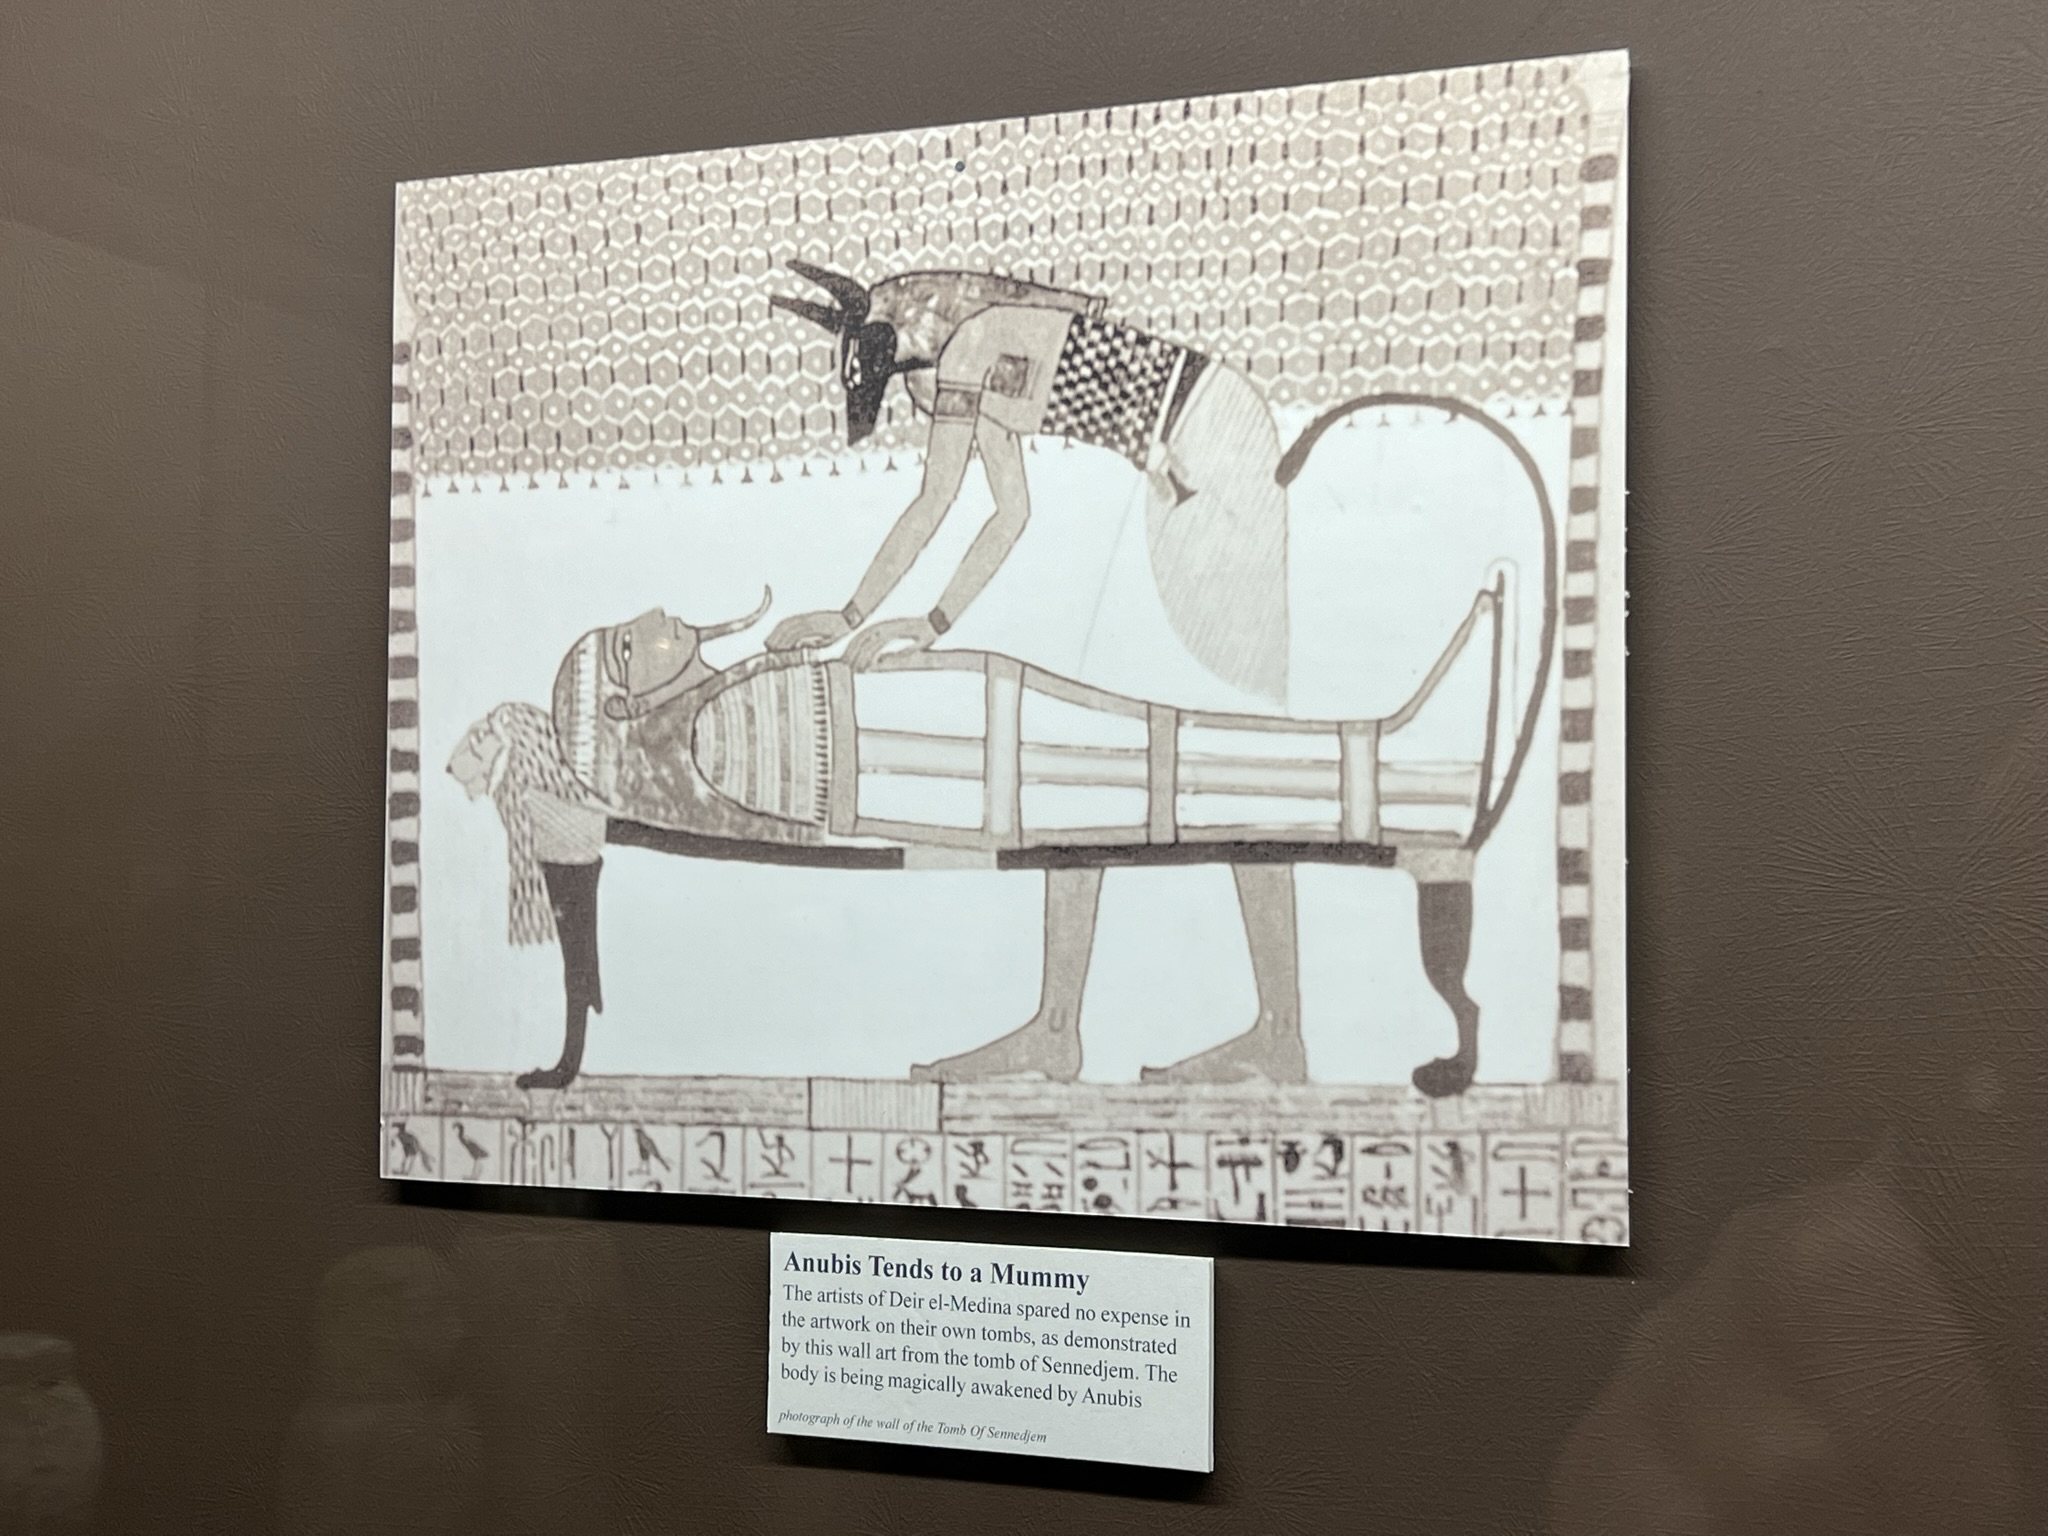 Anubis Tends to a Mummy
The artists of Deir el-Medina spared no expense in
the artwork on their own tombs, as demonstrated
by this wall art from the tomb of Sennedjem. The
body is being magically awakened by Anubis
photograph of the wall of the Tomb Of Sennedjem